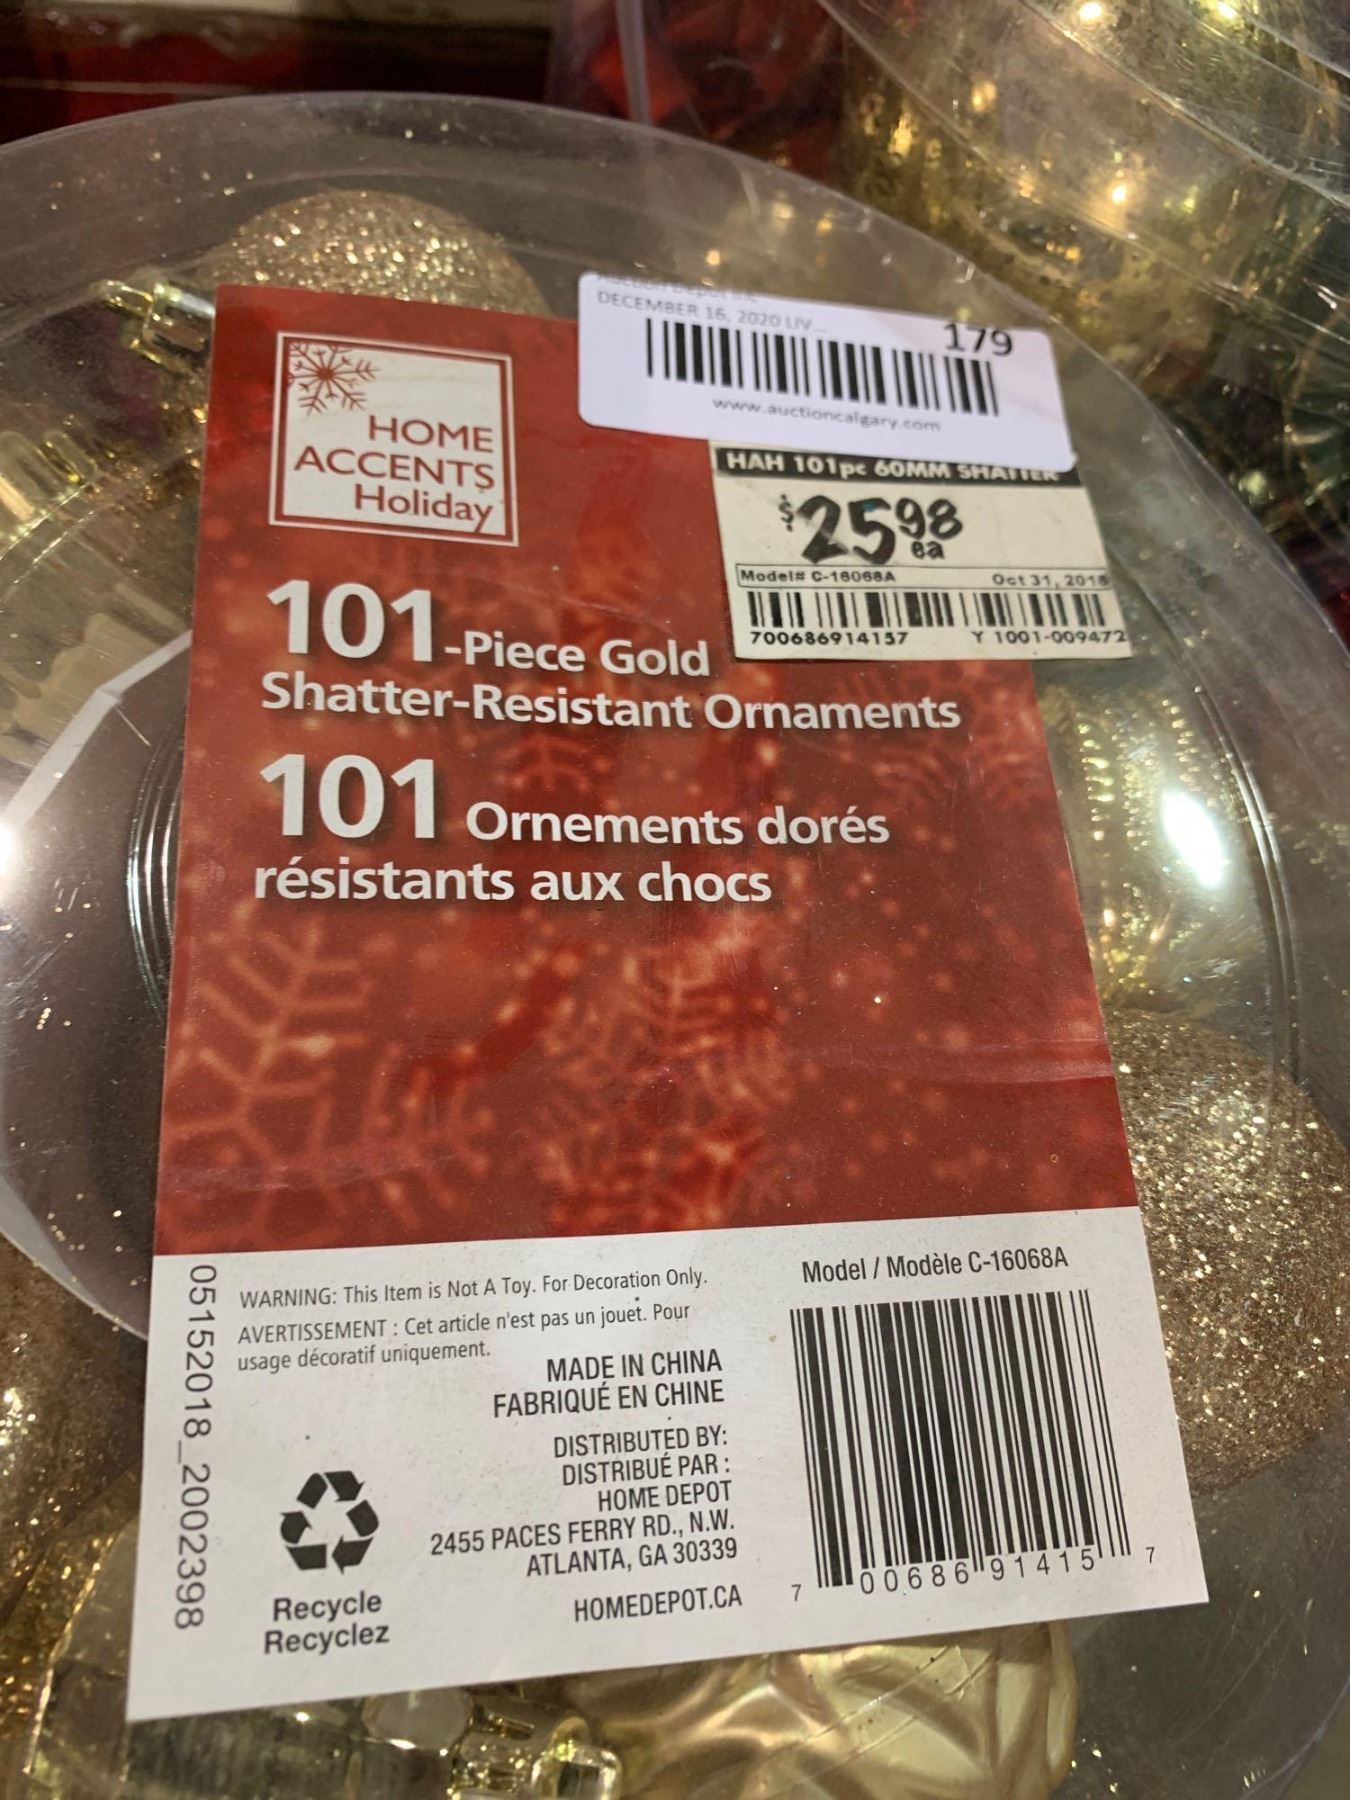 DECEMBER 16, 2020 LIV...
179
www.auctioncalgary.com
HAH 101pc 60MM SHATTER
$25 98
ea
Model# C-16068A Oct 31, 2018
700686914157 Y 1001-009472
HOME
ACCENTS
Holiday
101-Piece Gold
Shatter-Resistant Ornaments
101 Ornements dorés
résistants aux chocs
05152018_2002398
WARNING: This Item is Not A Toy. For Decoration Only.
AVERTISSEMENT : Cet article n'est pas un jouet. Pour
usage décoratif uniquement.
MADE IN CHINA
FABRIQUÉ EN CHINE
DISTRIBUTED BY:
DISTRIBUÉ PAR :
HOME DEPOT
2455 PACES FERRY RD., N.W.
ATLANTA, GA 30339
HOMEDEPOT.CA
Recycle
Recyclez
Model / Modèle C-16068A
7 00686 91415 7